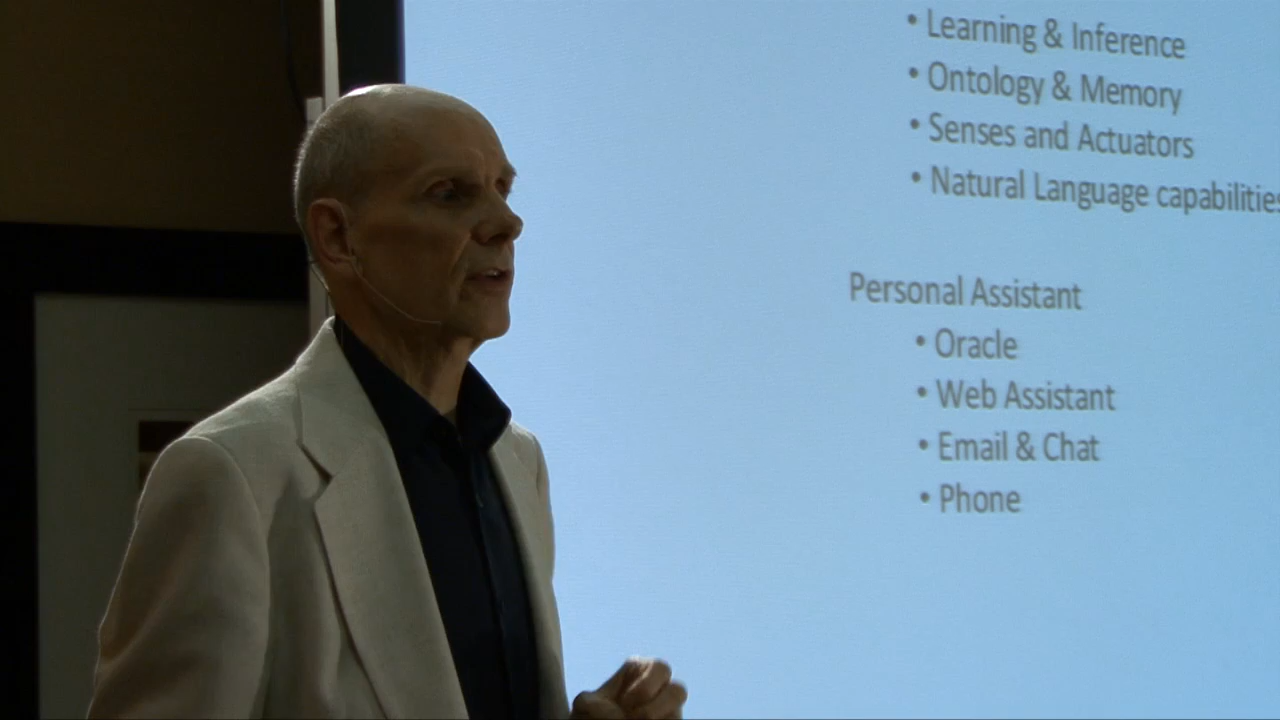 • Learning & Inference
• Ontology & Memory
• Senses and Actuators
• Natural Language capabilities
Personal Assistant
• Oracle
• Web Assistant
• Email & Chat
• Phone